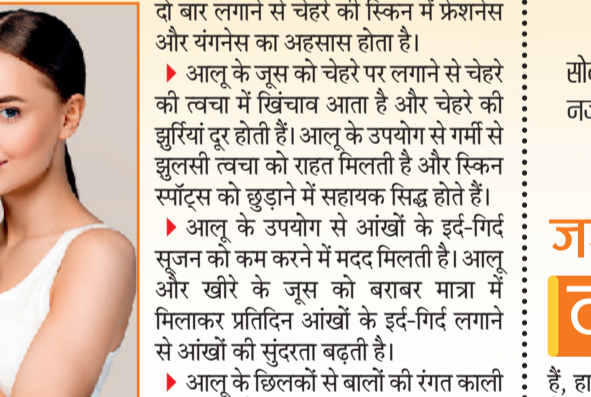 दो बार लगाने से चेहरे की स्किन में फ्रेशनेस
और यंगनेस का अहसास होता है।
आलू के जूस को चेहरे पर लगाने से चेहरे
की त्वचा में खिंचाव आता है और चेहरे की
झुर्रियां दूर होती हैं। आलू के उपयोग से गर्मी से
झुलसी त्वचा को राहत मिलती है और स्किन
स्पॉट्स को छुड़ाने में सहायक सिद्ध होते हैं।
आलू के उपयोग से आंखों के इर्द-गिर्द
सूजन को कम करने में मदद मिलती है। आलू
और खीरे के जूस को बराबर मात्रा में
मिलाकर प्रतिदिन आंखों के इर्द-गिर्द लगाने
से आंखों की सुंदरता बढ़ती है।
आलू के छिलकों से बालों की रंगत काली
हैं,